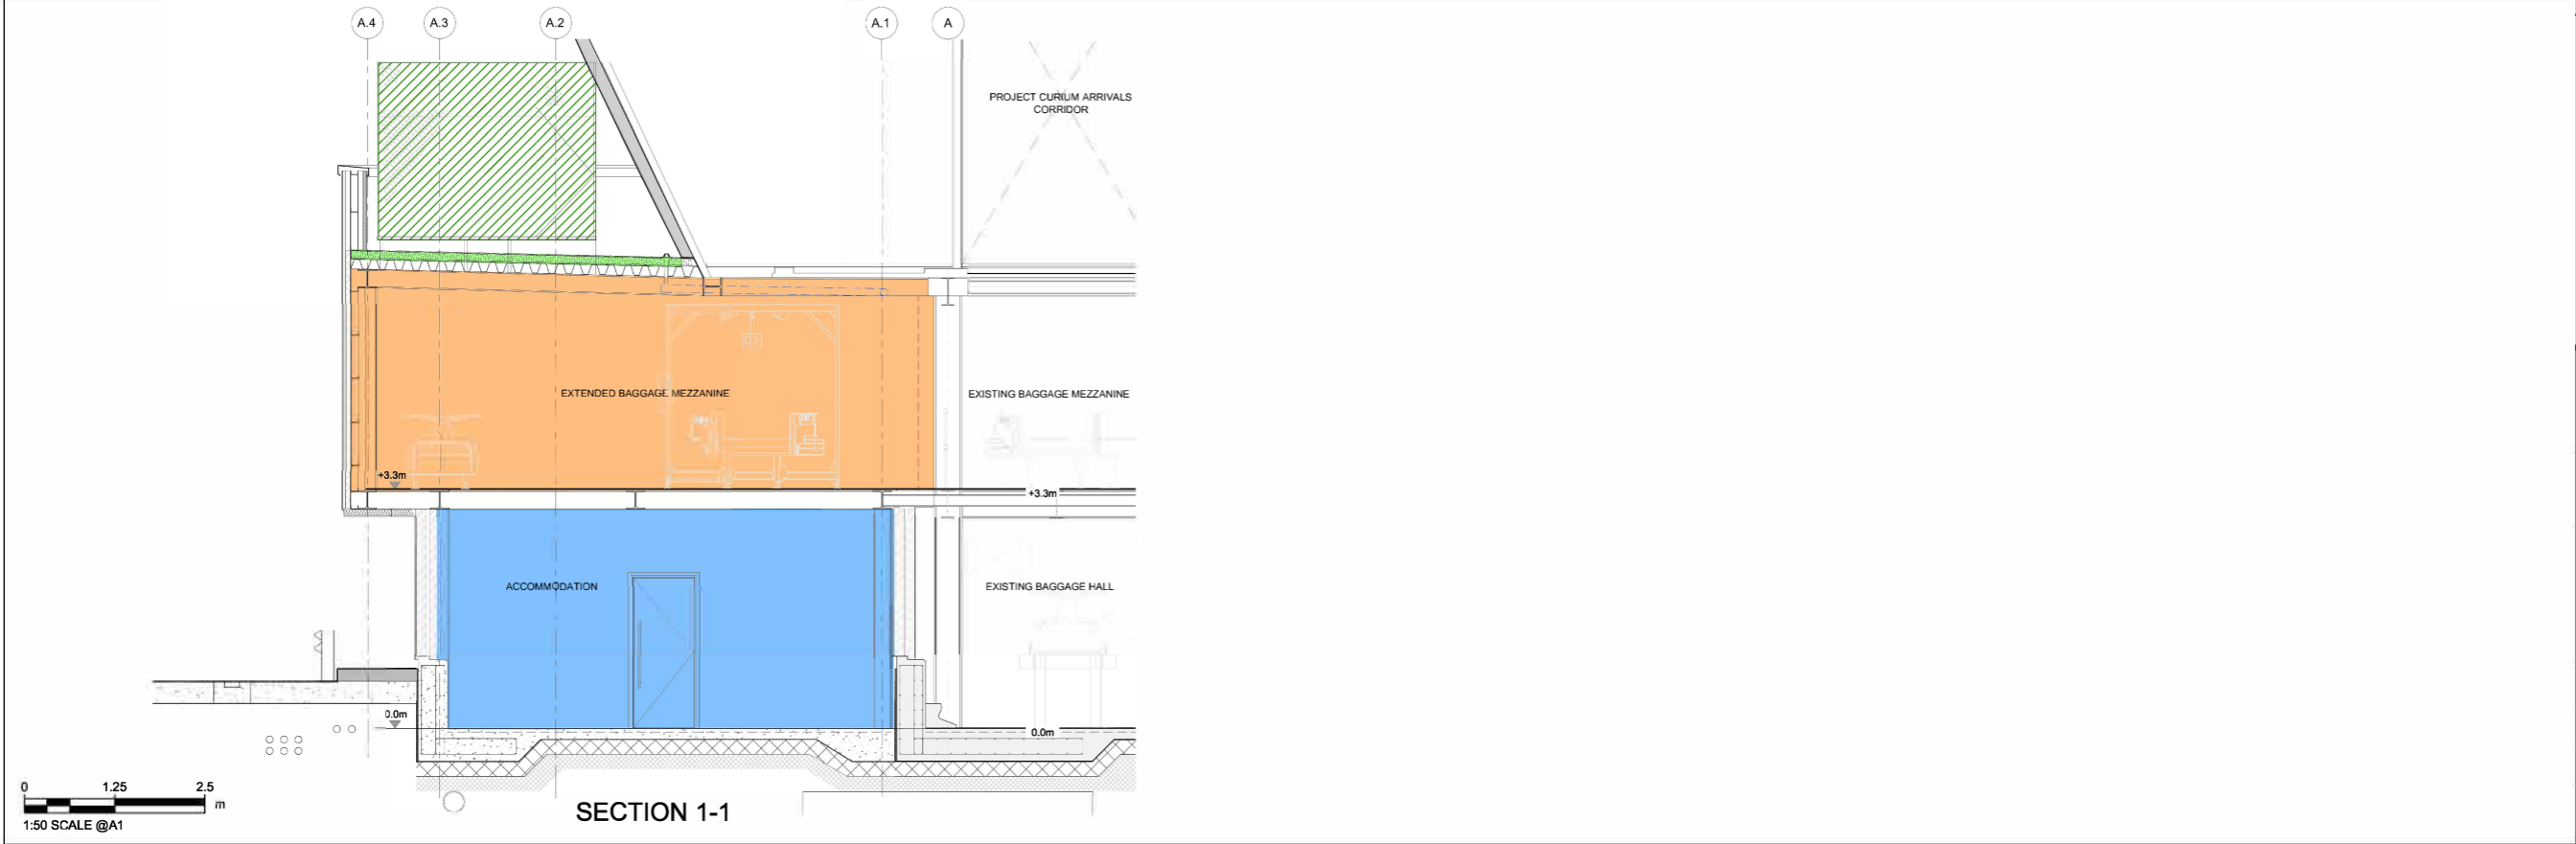 A.4 A.3 A.2 A.1 A
PROJECT CURIUM ARRIVALS
CORRIDOR
EXTENDED BAGGAGE MEZZANINE
EXISTING BAGGAGE MEZZANINE
+3.3m
+3.3m
ACCOMMODATION
EXISTING BAGGAGE HALL
0.0m
0.0m
0 1.25 2.5
m
1:50 SCALE @A1
SECTION 1-1